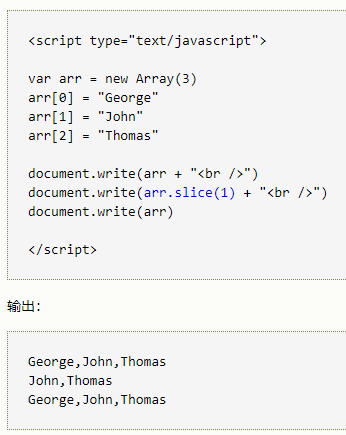 <script type="text/javascript">
var arr = new Array(3)
arr[0] = "George"
arr[1] = "John"
arr[2] = "Thomas"
document.write(arr + "<br />")
document.write(arr.slice(1) + "<br />")
document.write(arr)
</script>
输出：
George,John,Thomas
John,Thomas
George,John,Thomas